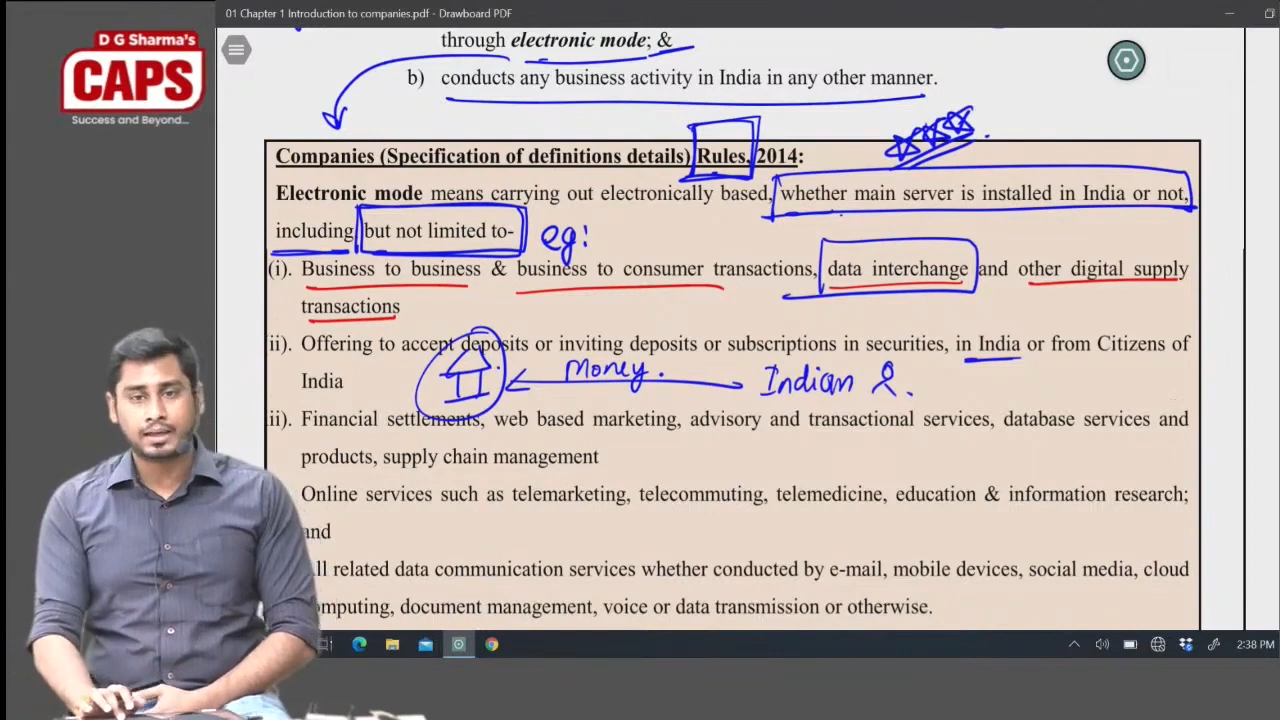 01 Chapter 1 Introduction to companies.pdf - Drawboard PDF
D G Sharma's
CAPS
Success and Beyond...
through electronic mode; &
b) conducts any business activity in India in any other manner.
Companies (Specification of definitions details) Rules, 2014:
Electronic mode means carrying out electronically based, whether main server is installed in India or not,
including but not limited to- eg:
(i). Business to business & business to consumer transactions, data interchange and other digital supply
transactions
ii). Offering to accept deposits or inviting deposits or subscriptions in securities, in India or from Citizens of
India
Money. Indian
ii). Financial settlements, web based marketing, advisory and transactional services, database services and
products, supply chain management
Online services such as telemarketing, telecommuting, telemedicine, education & information research;
and
ll related data communication services whether conducted by e-mail, mobile devices, social media, cloud
omputing, document management, voice or data transmission or otherwise.
2:38 PM